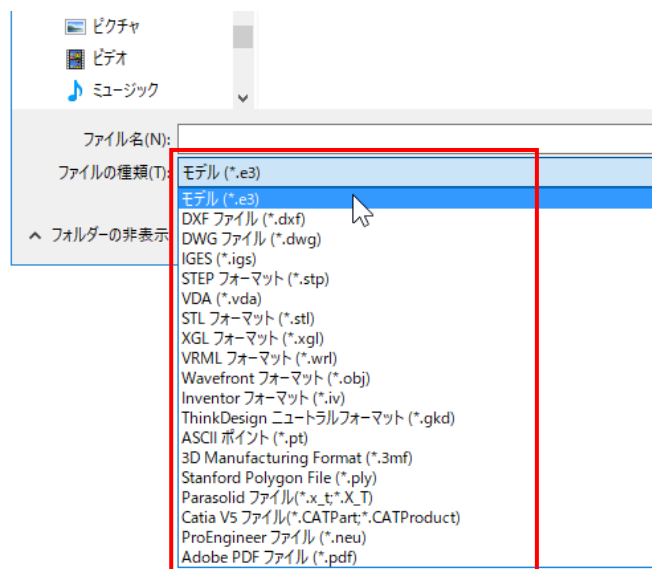 ピクチャ
ビデオ
ミュージック
ファイル名(N):
ファイルの種類(T): モデル (*.e3)
モデル (*.e3)
DXF ファイル (*.dxf)
DWG ファイル (*.dwg)
フォルダーの非表示
IGES (*.igs)
STEP フォーマット (*.stp)
VDA (*.vda)
STL フォーマット (*.stl)
XGL フォーマット (*.xgl)
VRML フォーマット (*.wrl)
Wavefront フォーマット (*.obj)
Inventor フォーマット (*.iv)
ThinkDesign ニュートラルフォーマット (*.gkd)
ASCII ポイント (*.pt)
3D Manufacturing Format (*.3mf)
Stanford Polygon File (*.ply)
Parasolid ファイル(*.x_t;*.X_T)
Catia V5 ファイル(*.CATPart;*.CATProduct)
ProEngineer ファイル(*.neu)
Adobe PDF ファイル (*.pdf)